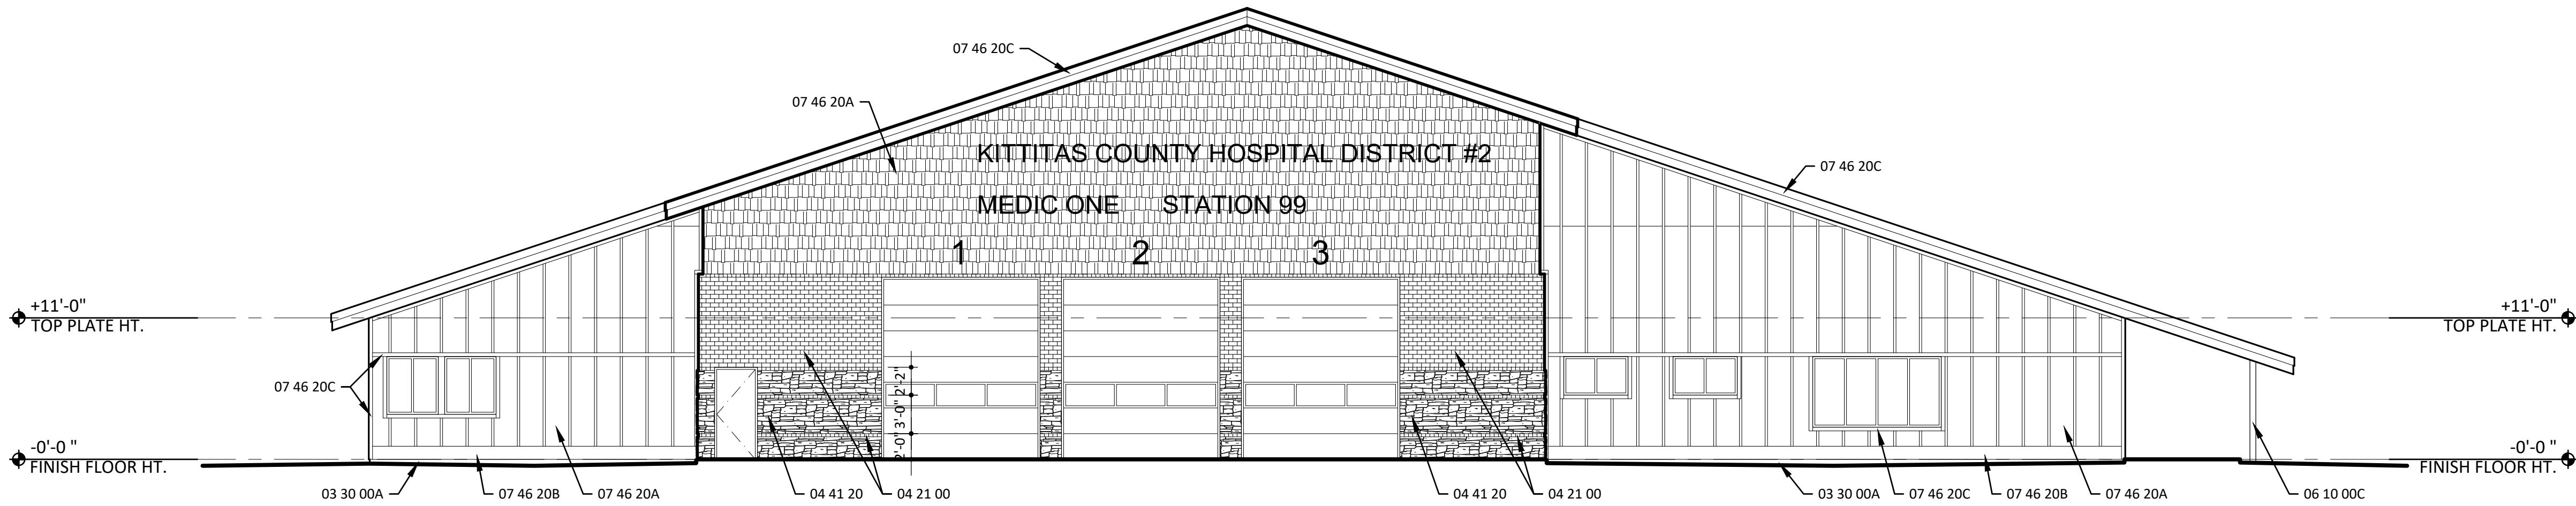 07 46 20C
07 46 20A
KITTITAS COUNTY HOSPITAL DISTRICT #2
07 46 20C
MEDIC ONE STATION 99
1 2 3
+11'-0"
TOP PLATE HT.
+11'-0"
TOP PLATE HT.
07 46 20C
2'-2"
3'-0"
2'-0"
-0'-0 "
FINISH FLOOR HT.
-0'-0 "
FINISH FLOOR HT.
03 30 00A
07 46 20B
07 46 20A
04 41 20
04 21 00
04 41 20
04 21 00
03 30 00A
07 46 20C
07 46 20B
07 46 20A
06 10 00C